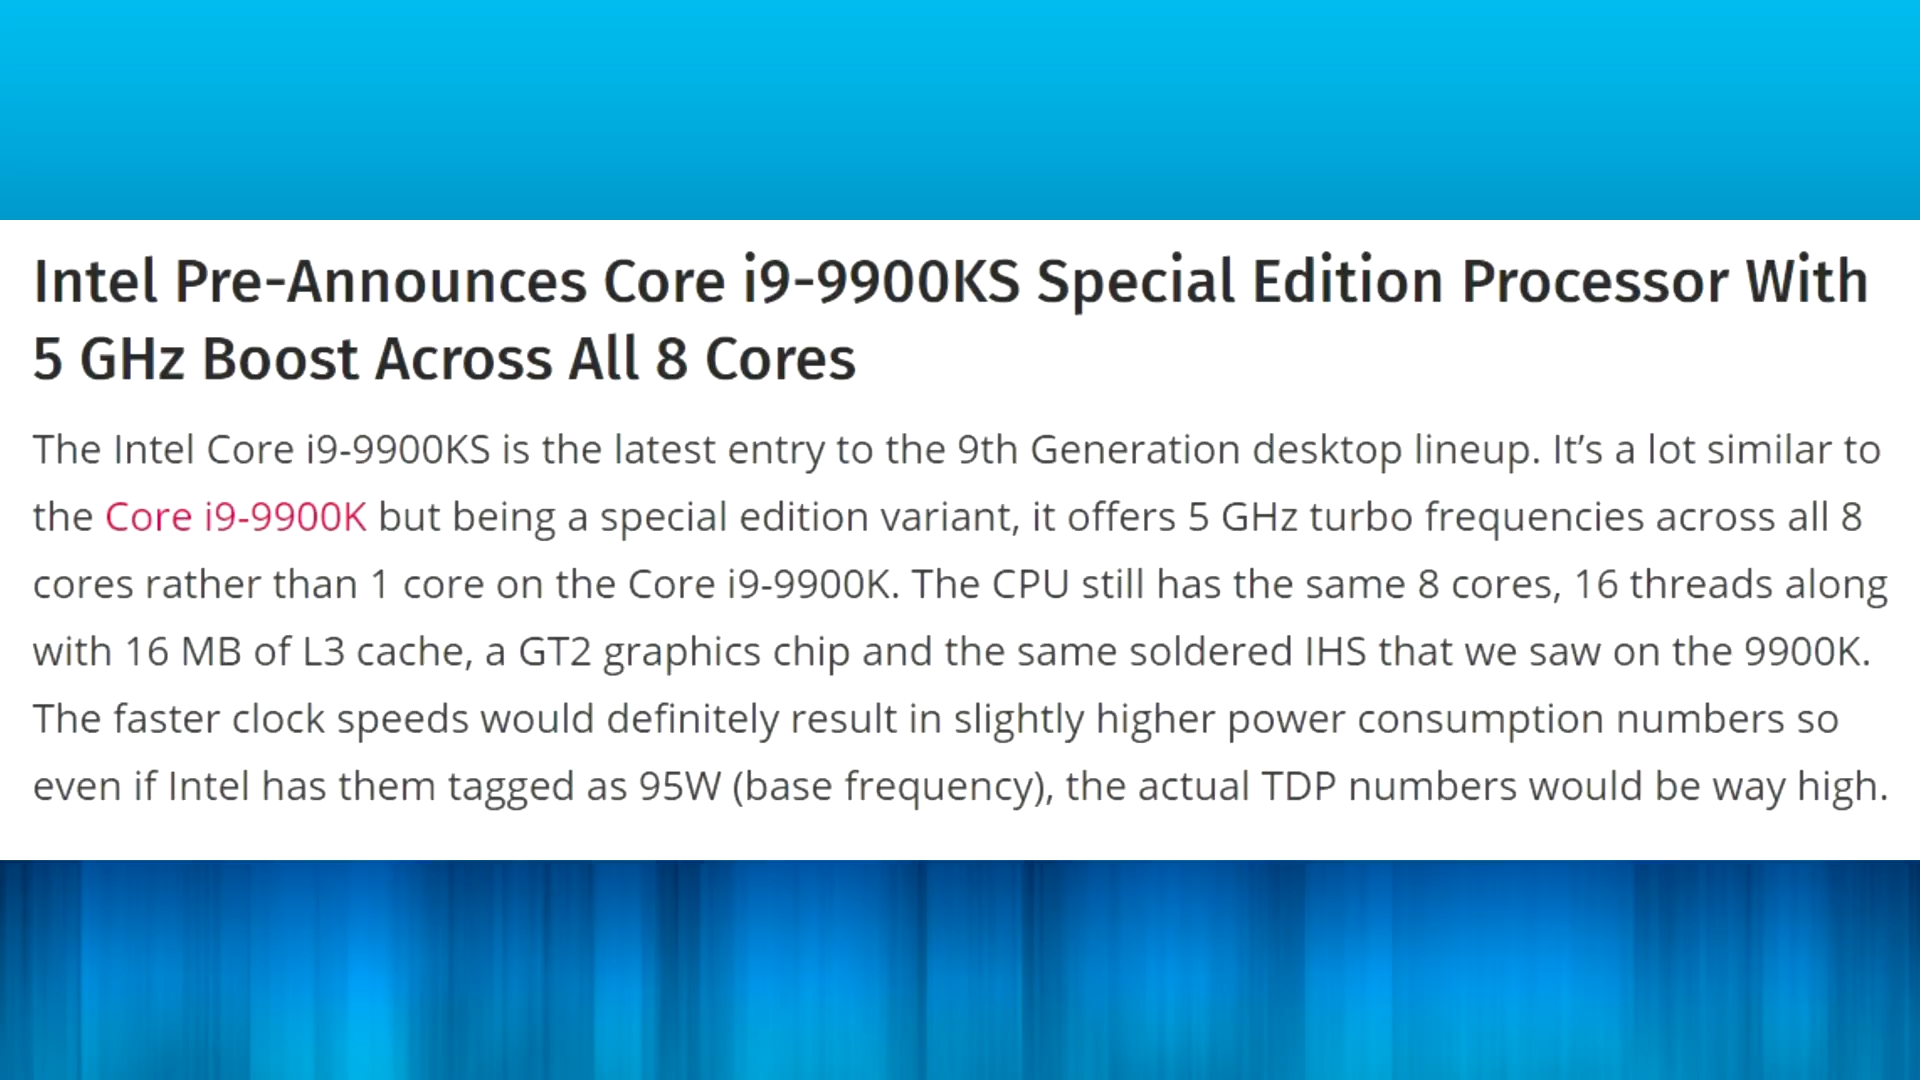 Intel Pre-Announces Core i9-9900KS Special Edition Processor With
5 GHz Boost Across All 8 Cores
The Intel Core i9-9900KS is the latest entry to the 9th Generation desktop lineup. It’s a lot similar to
the Core i9-9900K but being a special edition variant, it offers 5 GHz turbo frequencies across all 8
cores rather than 1 core on the Core i9-9900K. The CPU still has the same 8 cores, 16 threads along
with 16 MB of L3 cache, a GT2 graphics chip and the same soldered IHS that we saw on the 9900K.
The faster clock speeds would definitely result in slightly higher power consumption numbers so
even if Intel has them tagged as 95W (base frequency), the actual TDP numbers would be way high.